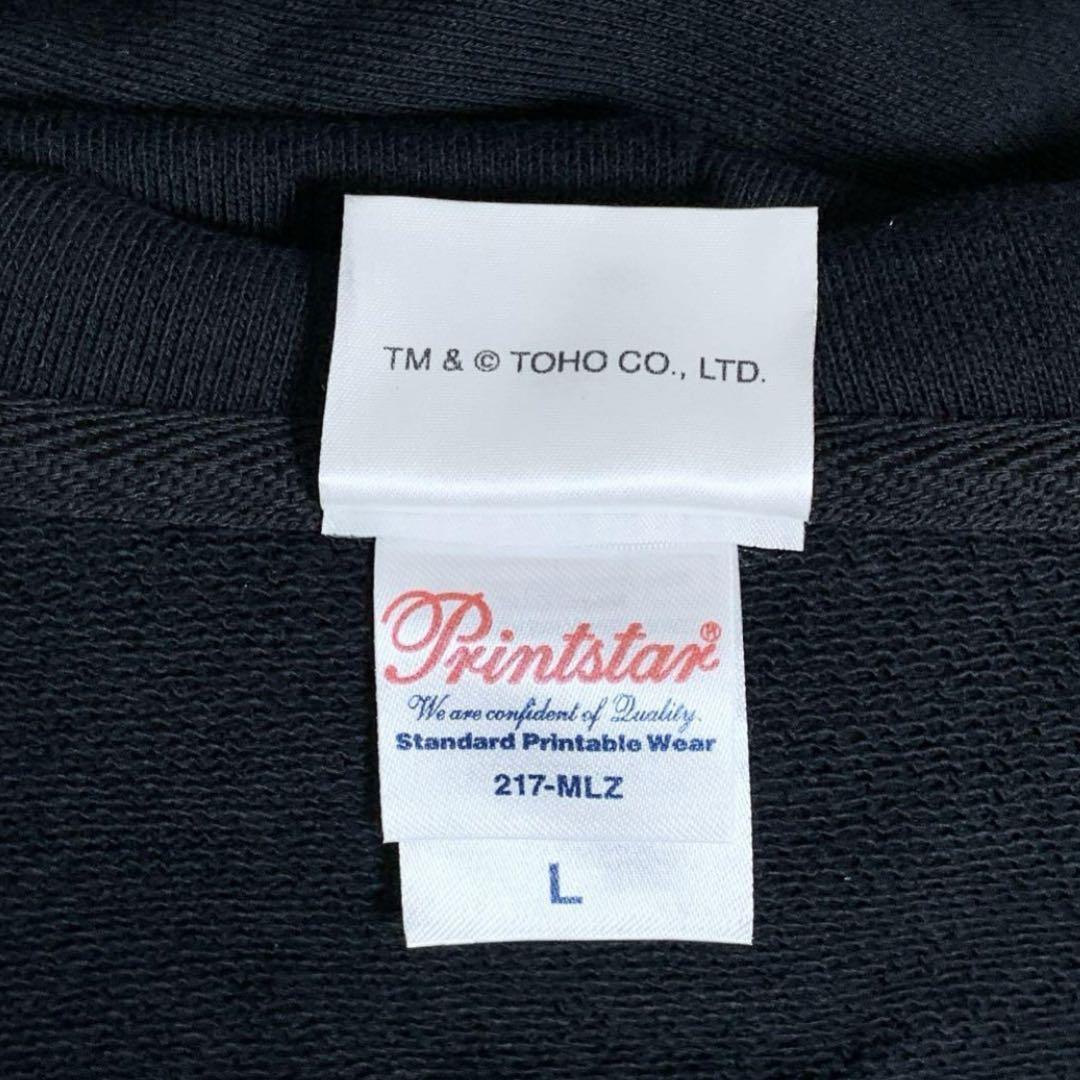 TM & © TOHO CO., LTD.
Printstar®
We are confident of Quality.
Standard Printable Wear
217-MLZ
L